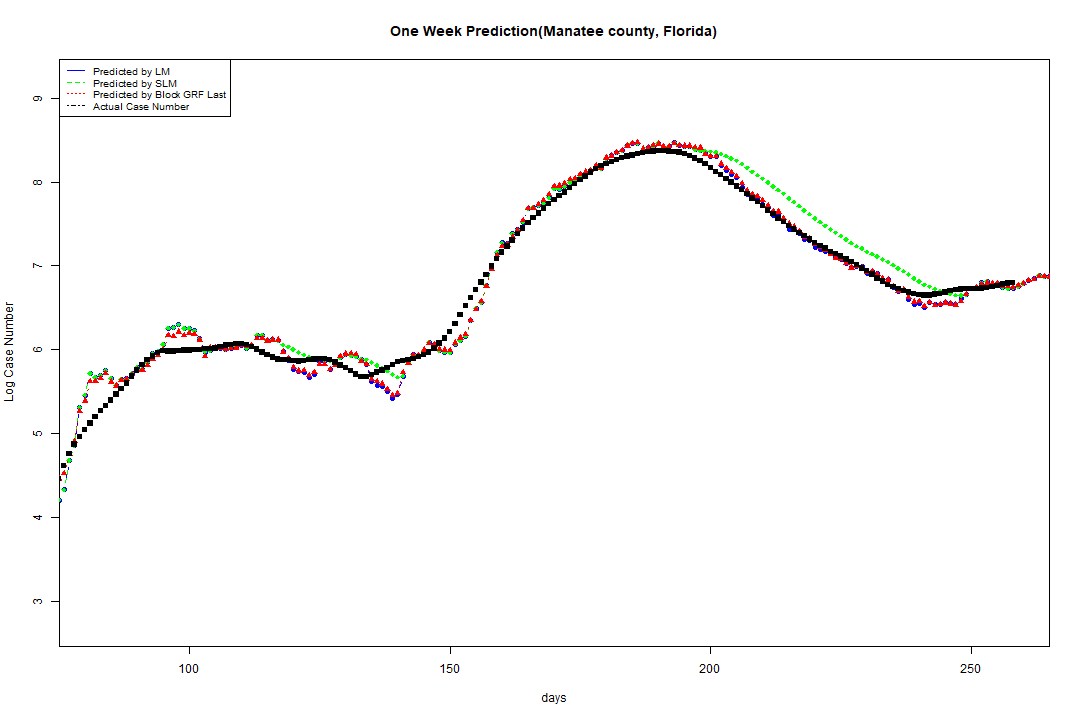 One Week Prediction(Manatee county, Florida)
Predicted by LM
Predicted by SLM
Predicted by Block GRF Last
Actual Case Number
9
8
7
6
5
4
3
Log Case Number
100 150 200 250
days